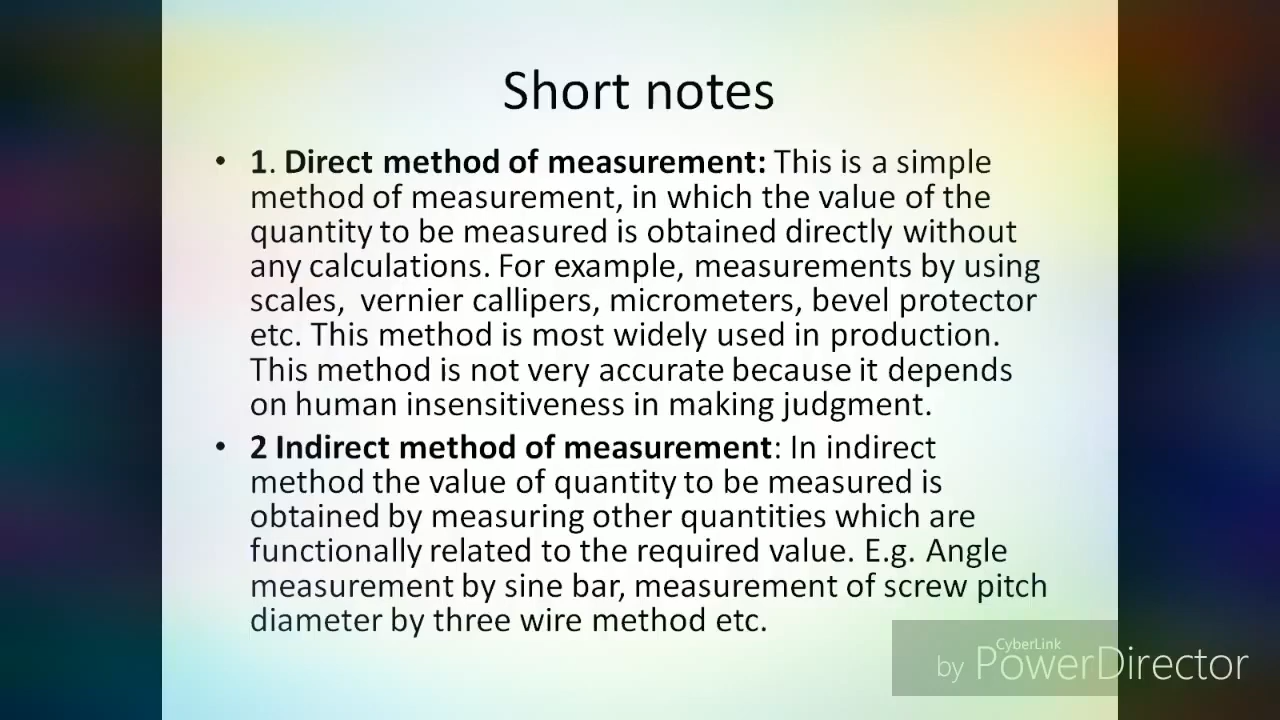 Short notes
• 1. Direct method of measurement: This is a simple
method of measurement, in which the value of the
quantity to be measured is obtained directly without
any calculations. For example, measurements by using
scales, vernier callipers, micrometers, bevel protector
etc. This method is most widely used in production.
This method is not very accurate because it depends
on human insensitiveness in making judgment.
• 2 Indirect method of measurement: In indirect
method the value of quantity to be measured is
obtained by measuring other quantities which are
functionally related to the required value. E.g. Angle
measurement by sine bar, measurement of screw pitch
diameter by three wire method etc.
CyberLink
by PowerDirector